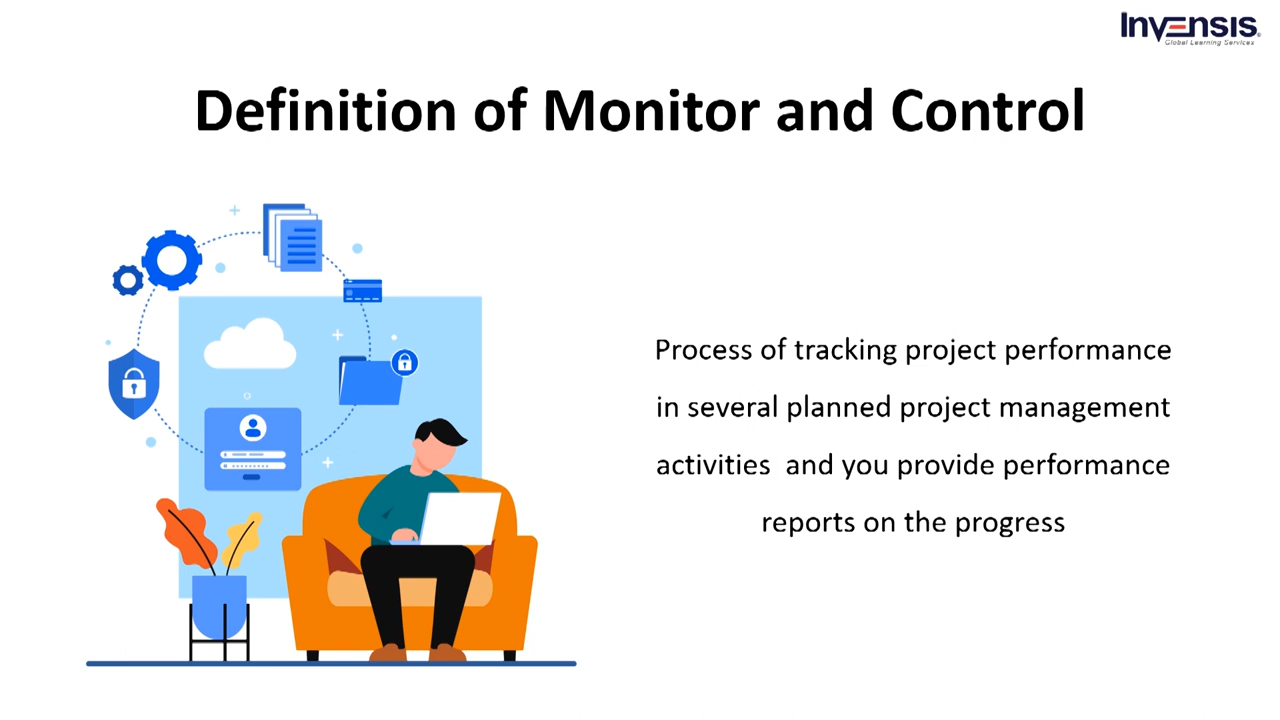 Invensis
Global Learning Services
Definition of Monitor and Control
Process of tracking project performance
in several planned project management
activities and you provide performance
reports on the progress